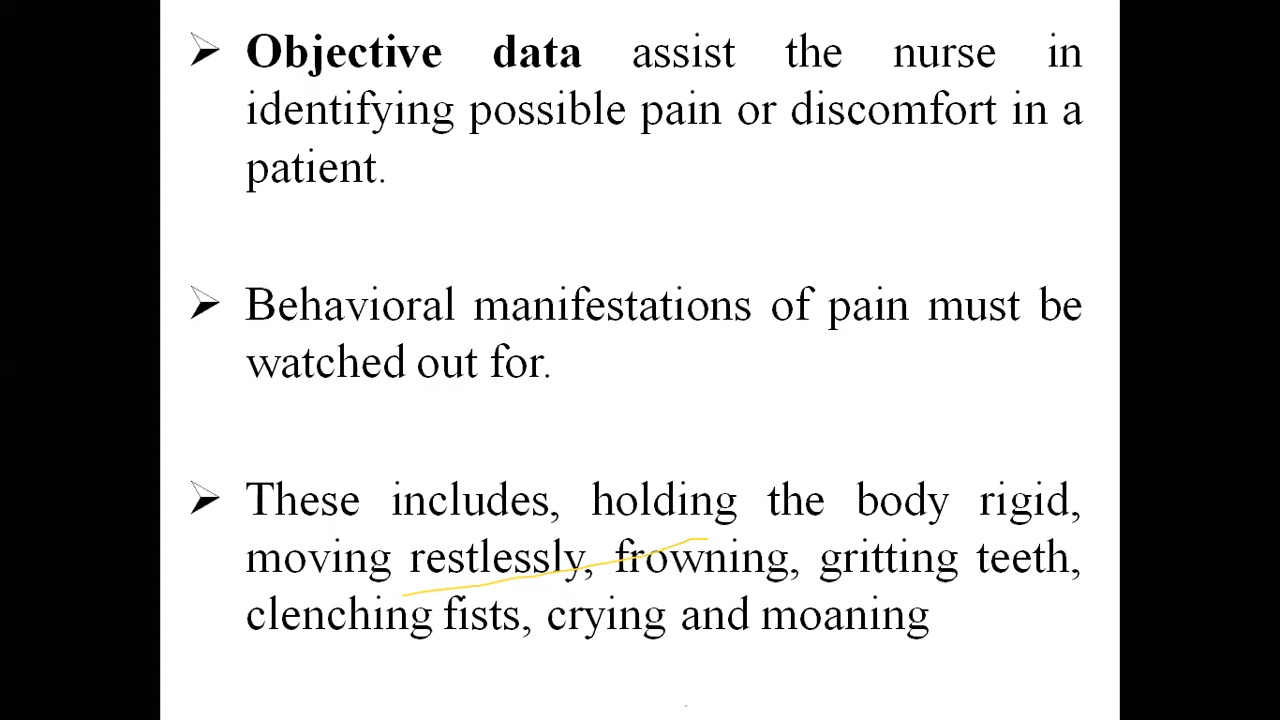 ➢ Objective data assist the nurse in
identifying possible pain or discomfort in a
patient.
➢ Behavioral manifestations of pain must be
watched out for.
➢ These includes, holding the body rigid,
moving restlessly, frowning, gritting teeth,
clenching fists, crying and moaning